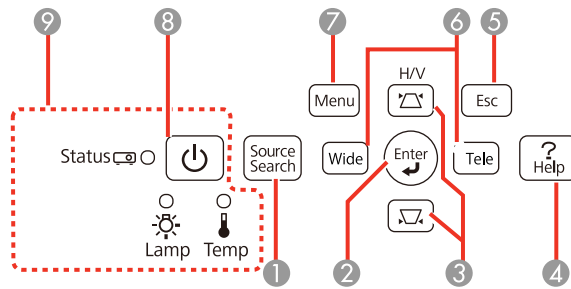 9
8
7
6
5
H/V
Menu
Esc
Status
Source
Search
Wide
Enter
Tele
?
Help
Lamp
Temp
1
2
3
4